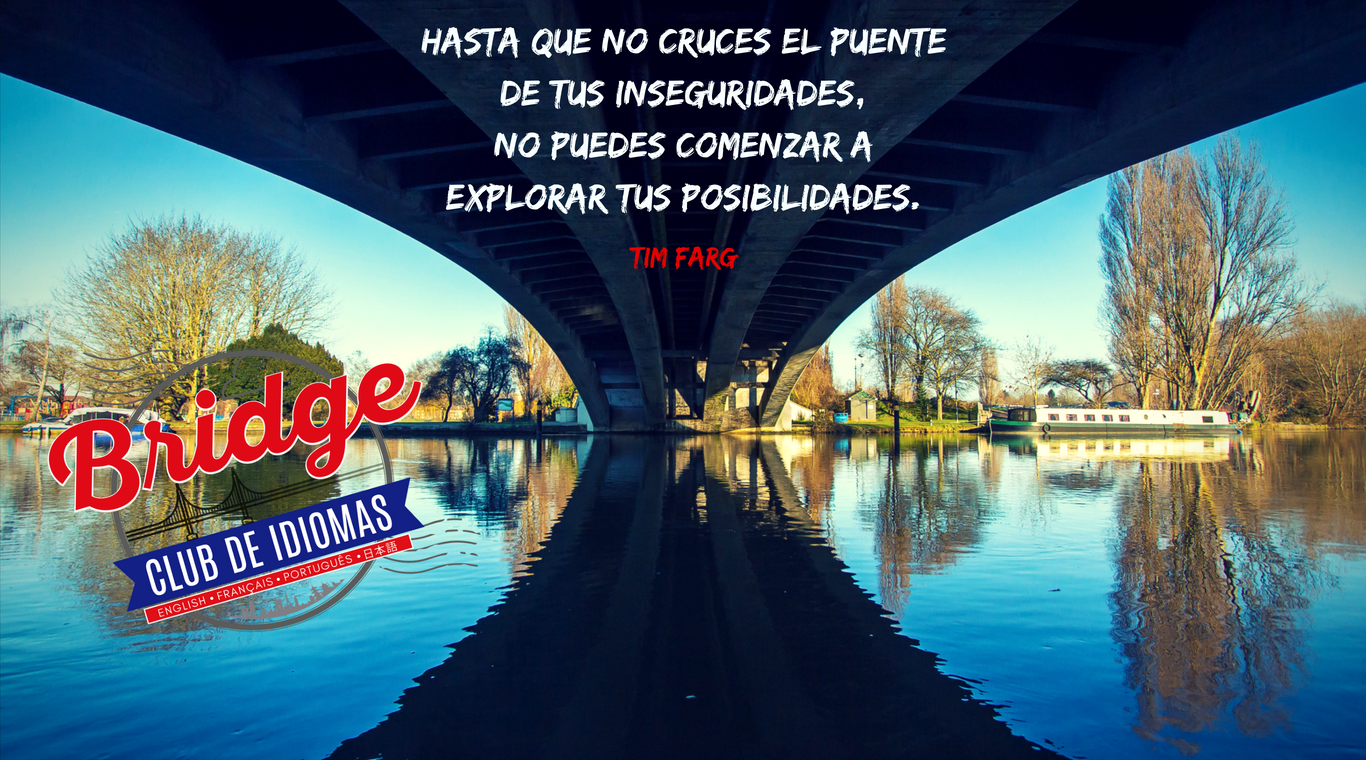 HASTA QUE NO CRUCES EL PUENTE
DE TUS INSEGURIDADES,
NO PUEDES COMENZAR A
EXPLORAR TUS POSIBILIDADES.
TIM FARG
Bridge
CLUB DE IDIOMAS
ENGLISH • FRANÇAIS • PORTUGUÊS • 日本語